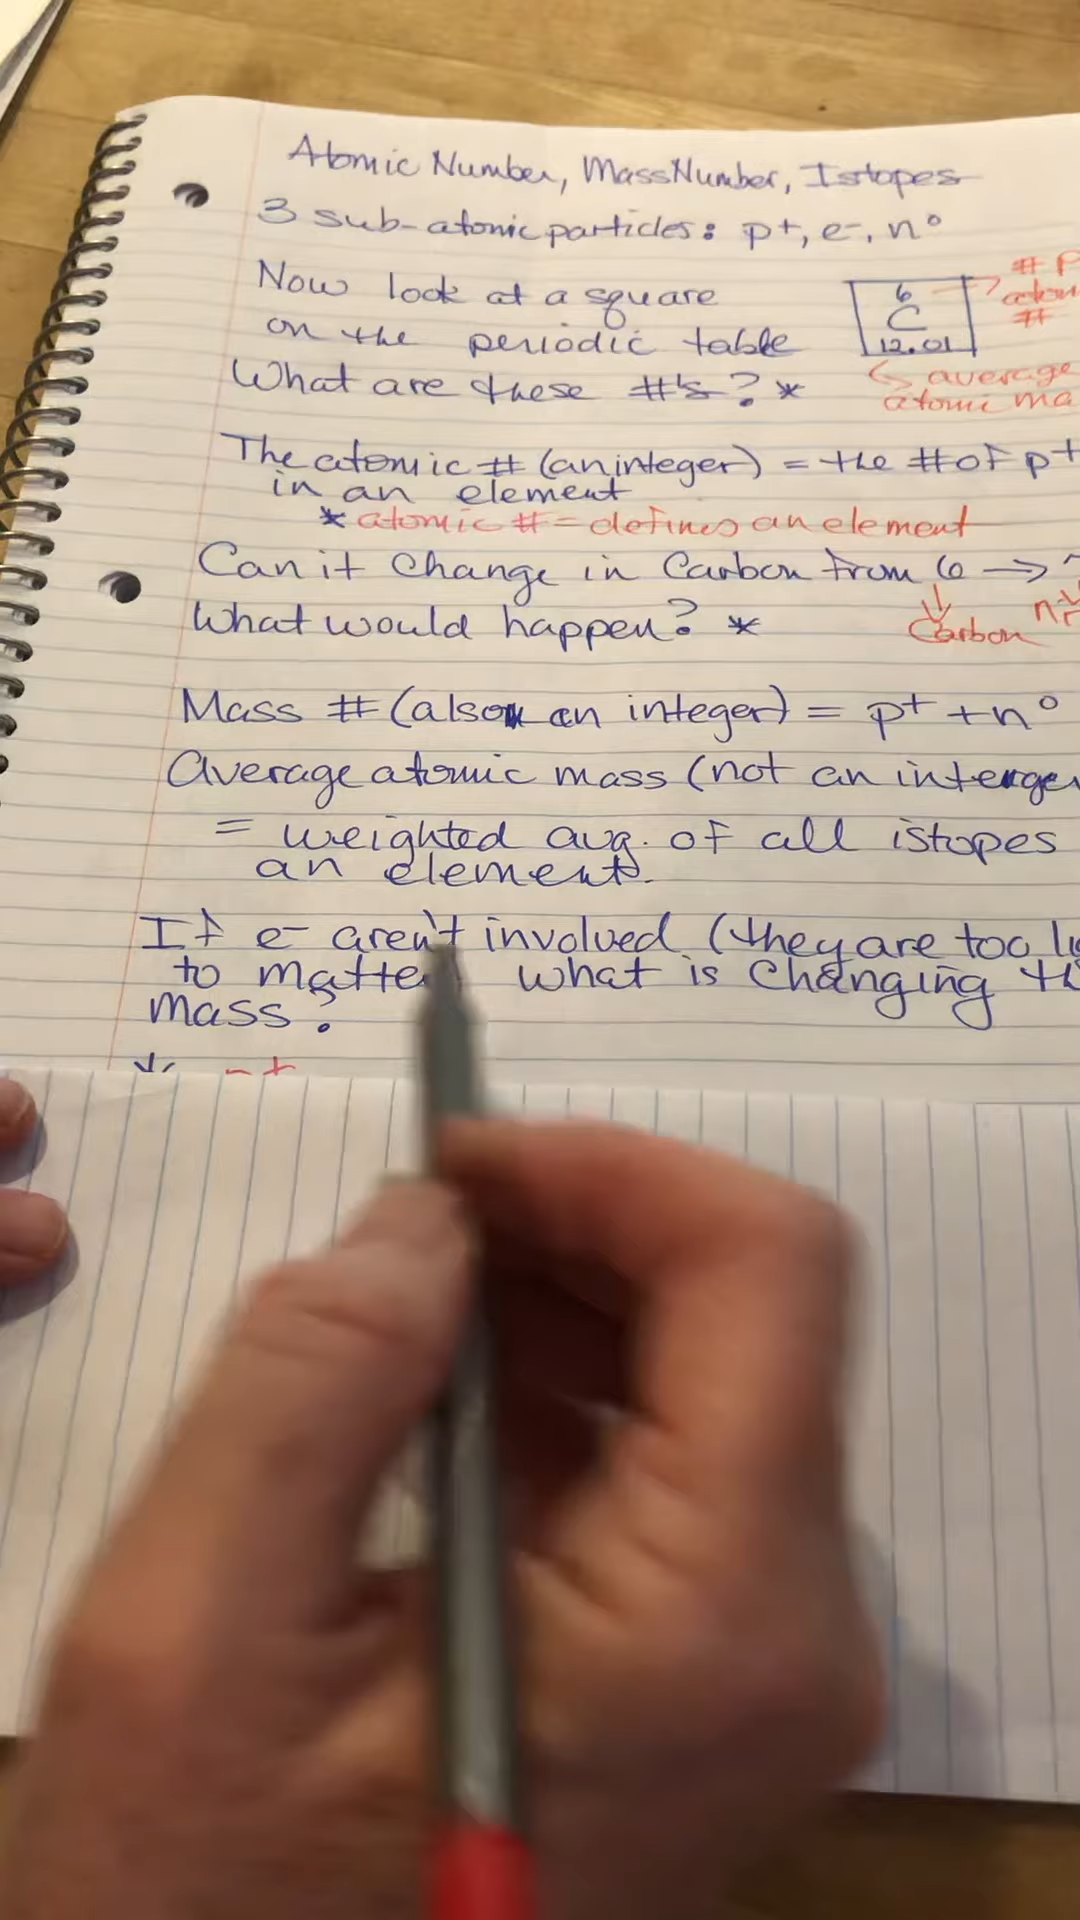 Atomic Number, Mass Number, Istopes
3 sub-atomic particles: p+, e-, n°
Now look at a square
on the periodic table
What are these #'s? *
6
C
12.01
# P
#
average
The atomic # (an integer) = the # of p+
in an element
* atomic # = defines an element
Can it change in Carbon from 6 →
What would happen? *
Carbon
Mass # (also an integer) = p+ + n°
Average atomic mass (not an interger
= weighted avg. of all istopes
an element.
If e- aren't involved (they are too
to matter) what is changing
mass?